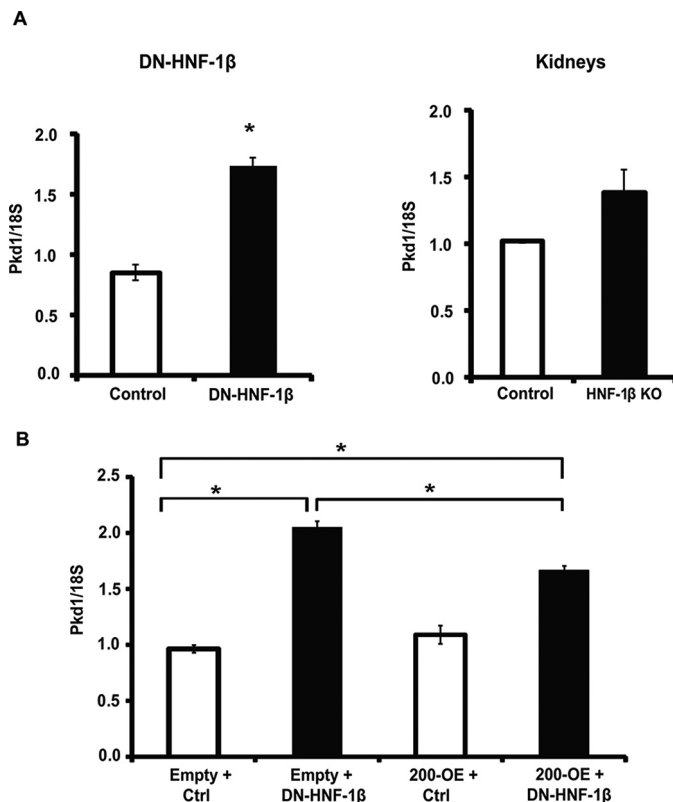 A
DN-HNF-1β
Kidneys
2.0
1.5
1.0
0.5
0.0
Pkd1/18S
*
Control
DN-HNF-1β
2.0
1.5
1.0
0.5
0.0
Pkd1/18S
Control
HNF-1β KO
B
2.5
2.0
1.5
1.0
0.5
0.0
Pkd1/18S
*
*
*
Empty +
Ctrl
Empty +
DN-HNF-1β
200-OE +
Ctrl
200-OE +
DN-HNF-1β